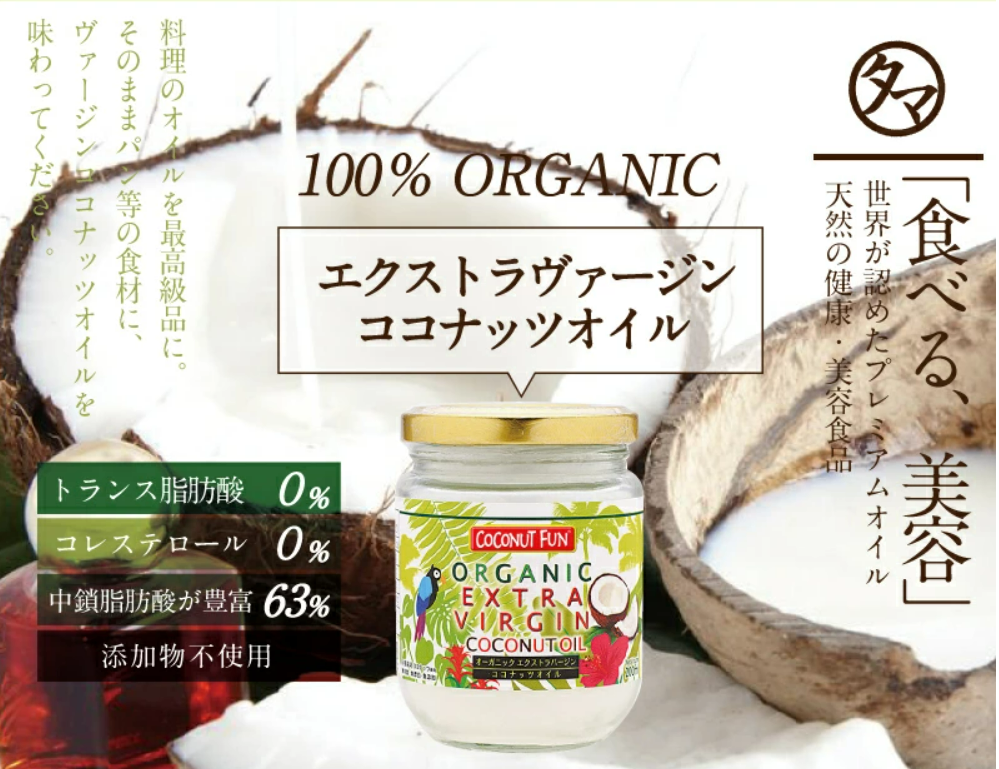 タマ
「食べる、美容」
世界が認めたプレミアムオイル
天然の健康・美容食品
100% ORGANIC
エクストラヴァージン
ココナッツオイル
料理のオイルを最高級品に。
そのままパン等の食材に、
ヴァージンココナッツオイルを
味わってください。
トランス脂肪酸 0%
コレステロール 0%
中鎖脂肪酸が豊富 63%
添加物不使用
COCONUT FUN
ORGANIC
EXTRA
VIRGIN
COCONUT OIL
オーガニック エクストラバージン
ココナッツオイル